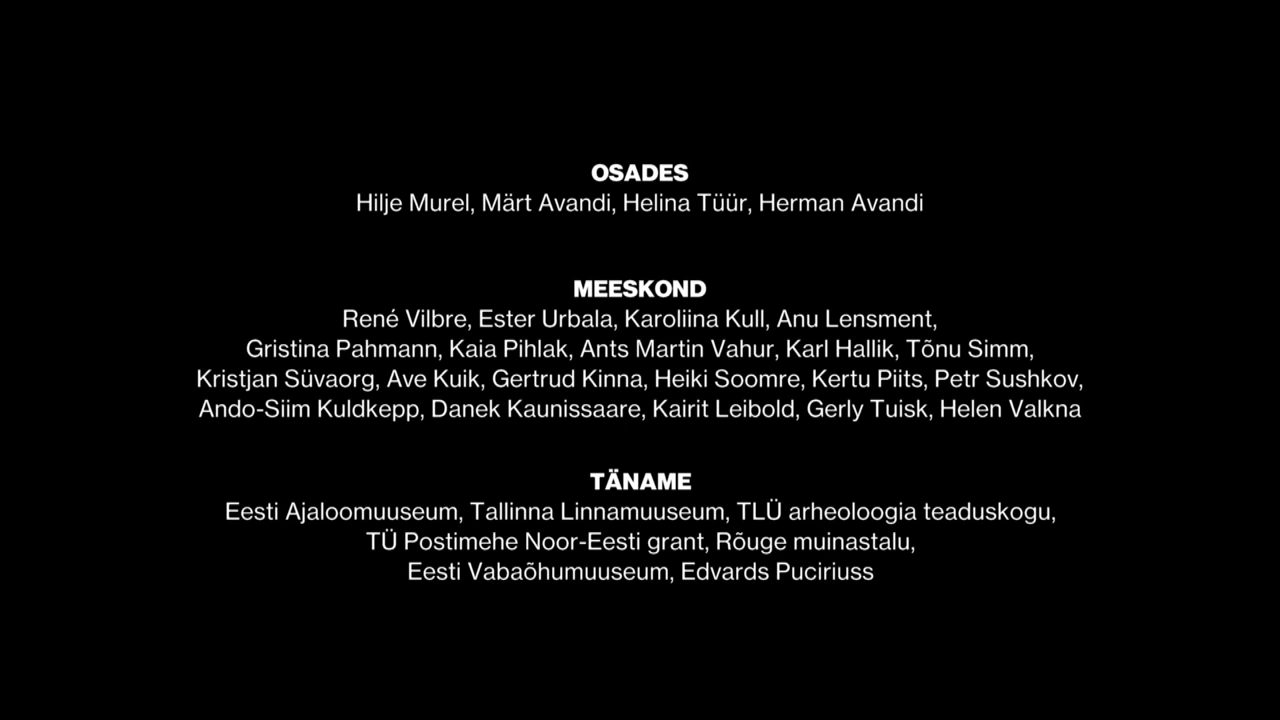 OSADES
Hilje Murel, Märt Avandi, Helina Tüür, Herman Avandi
MEESKOND
René Vilbre, Ester Urbala, Karoliina Kull, Anu Lensment,
Gristina Pahmann, Kaia Pihlak, Ants Martin Vahur, Karl Hallik, Tõnu Simm,
Kristjan Süvaorg, Ave Kuik, Gertrud Kinna, Heiki Soomre, Kertu Piits, Petr Sushkov,
Ando-Siim Kuldkepp, Danek Kaunissaare, Kairit Leibold, Gerly Tuisk, Helen Valkna
TÄNAME
Eesti Ajaloomuuseum, Tallinna Linnamuuseum, TLÜ arheoloogia teaduskogu,
TÜ Postimehe Noor-Eesti grant, Rõuge muinastalu,
Eesti Vabaõhumuuseum, Edvards Puciriuss